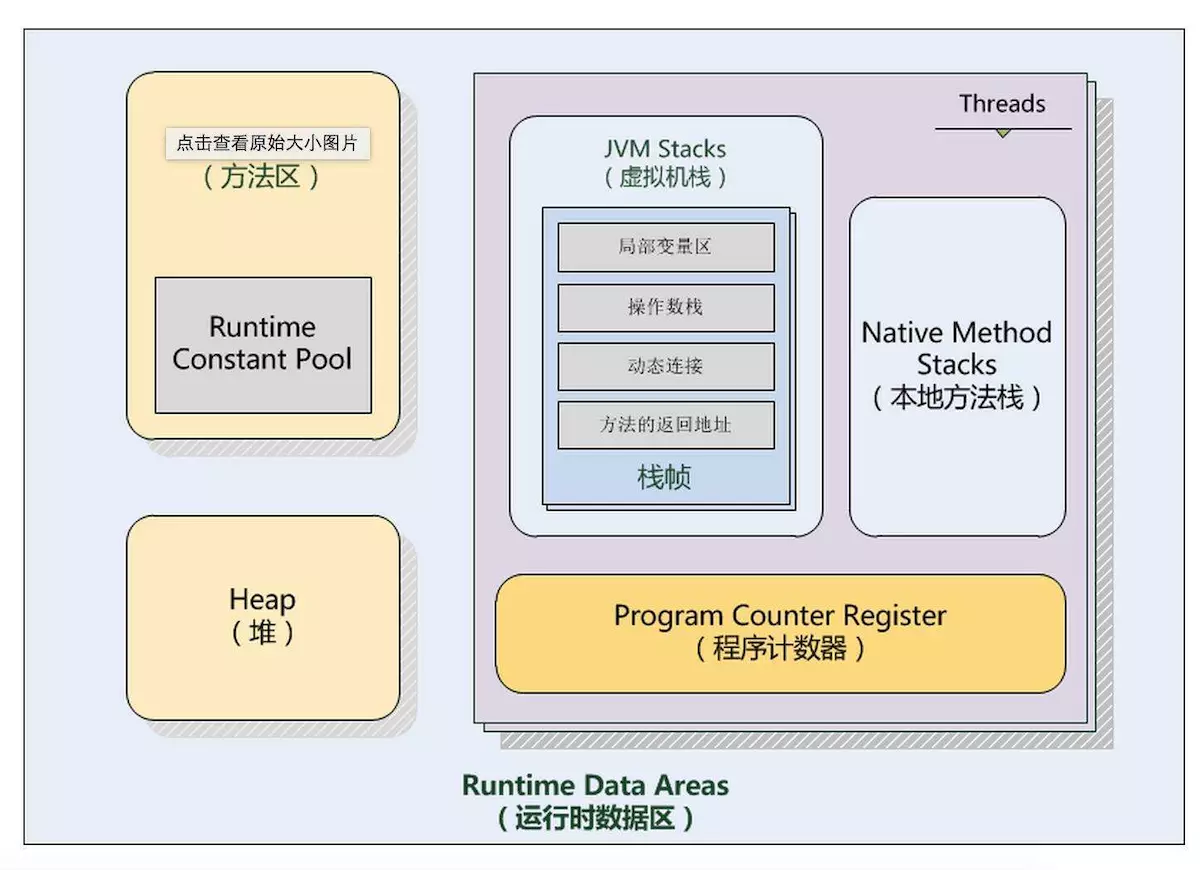 点击查看原始大小图片
（方法区）
Runtime
Constant Pool
Heap
（堆）
Threads
JVM Stacks
（虚拟机栈）
局部变量区
操作数栈
动态连接
方法的返回地址
栈帧
Native Method
Stacks
（本地方法栈）
Program Counter Register
（程序计数器）
Runtime Data Areas
（运行时数据区）